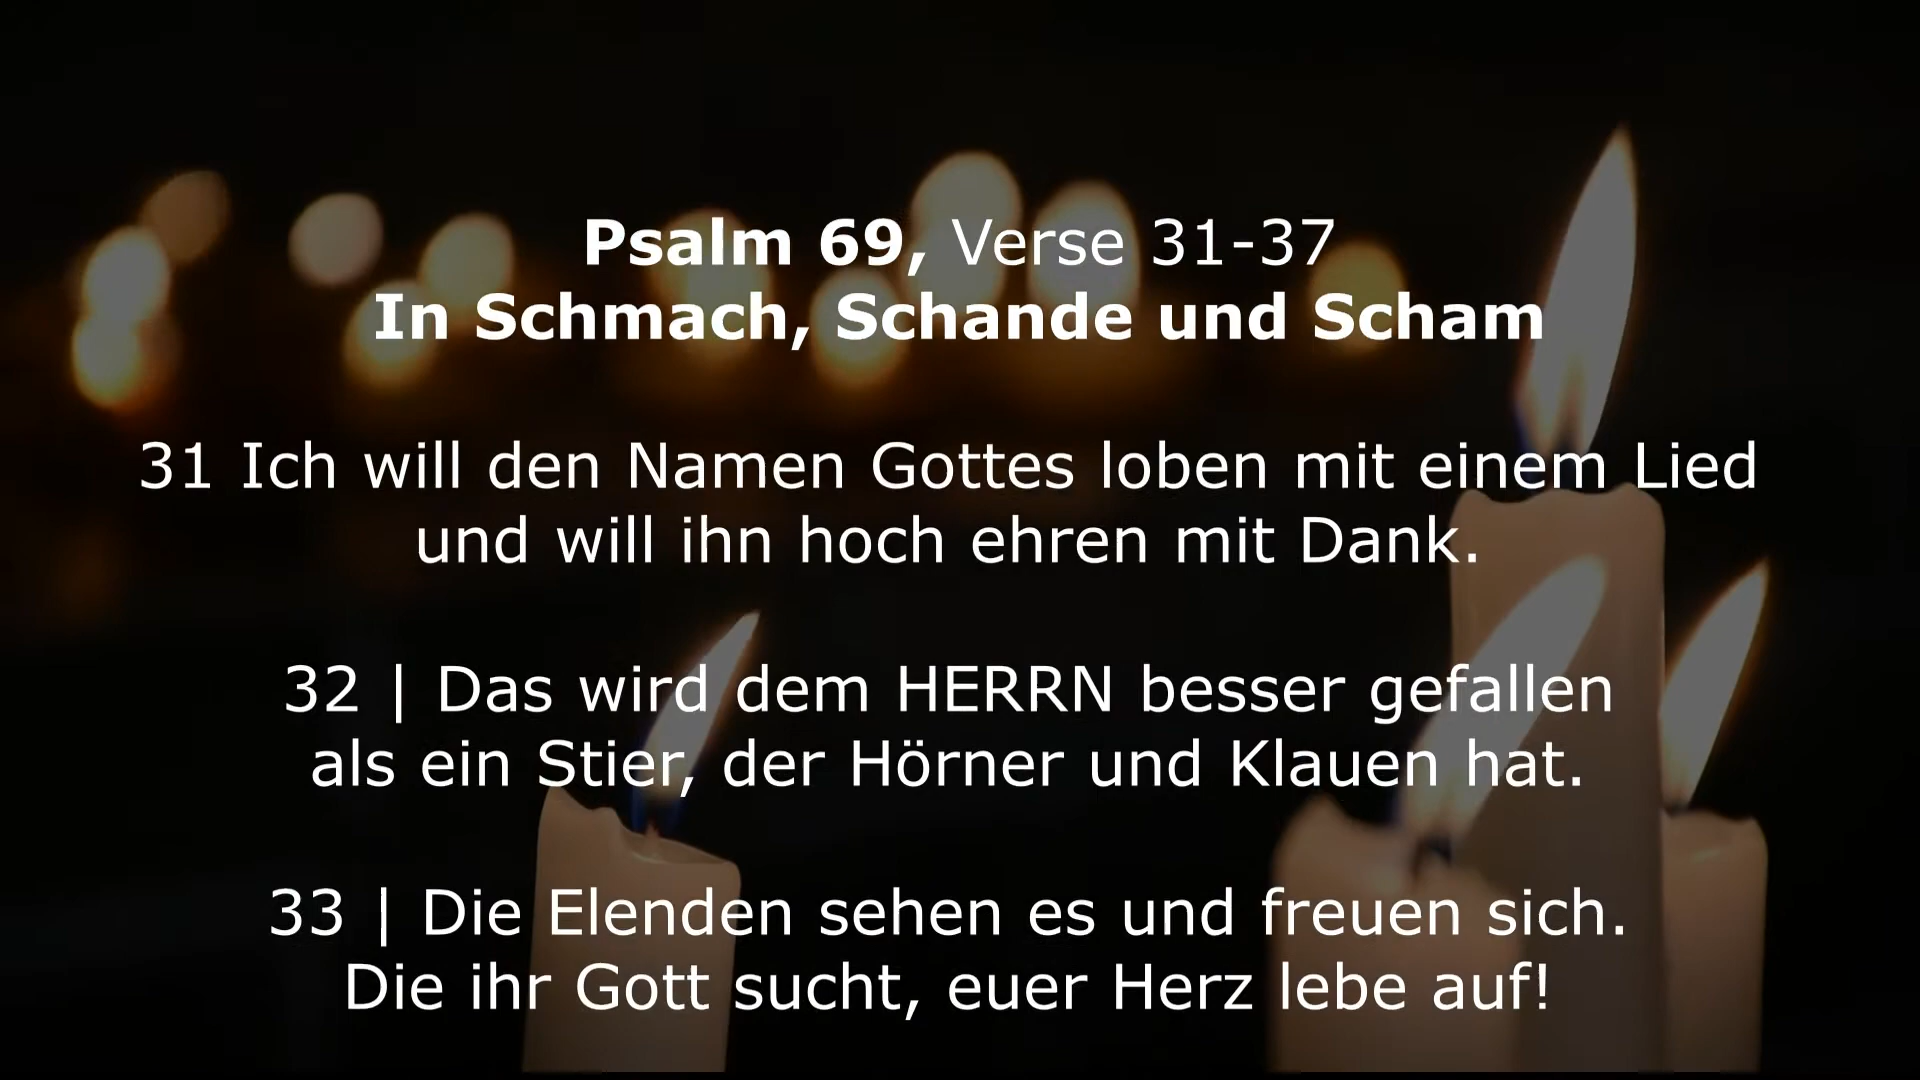 Psalm 69, Verse 31-37
In Schmach, Schande und Scham
31 Ich will den Namen Gottes loben mit einem Lied
und will ihn hoch ehren mit Dank.
32 | Das wird dem HERRN besser gefallen
als ein Stier, der Hörner und Klauen hat.
33 | Die Elenden sehen es und freuen sich.
Die ihr Gott sucht, euer Herz lebe auf!